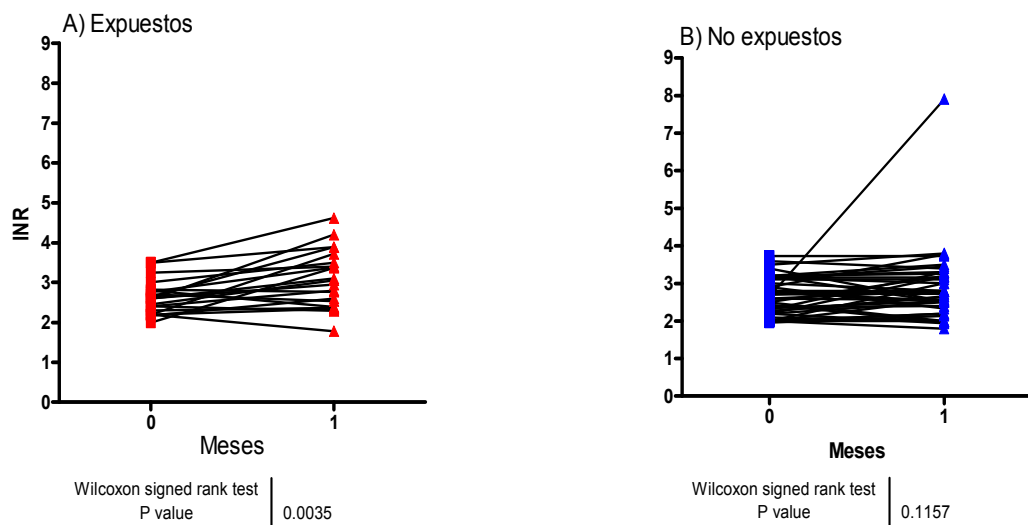 A) Expuestos
9
8
7
6
5
4
3
2
1
0
INR
0 1
Meses
Wilcoxon signed rank test
P value 0.0035
B) No expuestos
9
8
7
6
5
4
3
2
1
0
0 1
Meses
Wilcoxon signed rank test
P value 0.1157